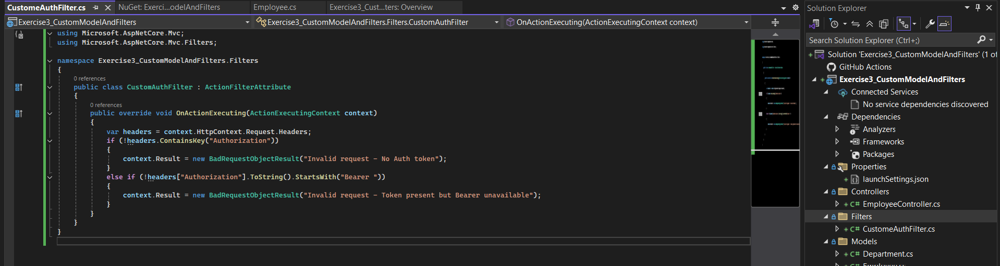 CustomeAuthFilter.cs
NuGet: Exerci...odelAndFilters
Employee.cs
Exercise3_Cust...ters: Overview
Exercise3_CustomModelAndFilters
Exercise3_CustomModelAndFilters.Filters.CustomAuthFilter
OnActionExecuting(ActionExecutingContext context)
using Microsoft.AspNetCore.Mvc;
using Microsoft.AspNetCore.Mvc.Filters;
namespace Exercise3_CustomModelAndFilters.Filters
{
0 references
public class CustomAuthFilter : ActionFilterAttribute
{
0 references
public override void OnActionExecuting(ActionExecutingContext context)
{
var headers = context.HttpContext.Request.Headers;
if (!headers.ContainsKey("Authorization"))
{
context.Result = new BadRequestObjectResult("Invalid request - No Auth token");
}
else if (!headers["Authorization"].ToString().StartsWith("Bearer "))
{
context.Result = new BadRequestObjectResult("Invalid request - Token present but Bearer unavailable");
}
}
}
}
Solution Explorer
Search Solution Explorer (Ctrl+;)
Solution 'Exercise3_CustomModelAndFilters' (1 of
GitHub Actions
Exercise3_CustomModelAndFilters
Connected Services
No service dependencies discovered
Dependencies
Analyzers
Frameworks
Packages
Properties
launchSettings.json
Controllers
C# EmployeeController.cs
Filters
C# CustomeAuthFilter.cs
Models
C# Department.cs